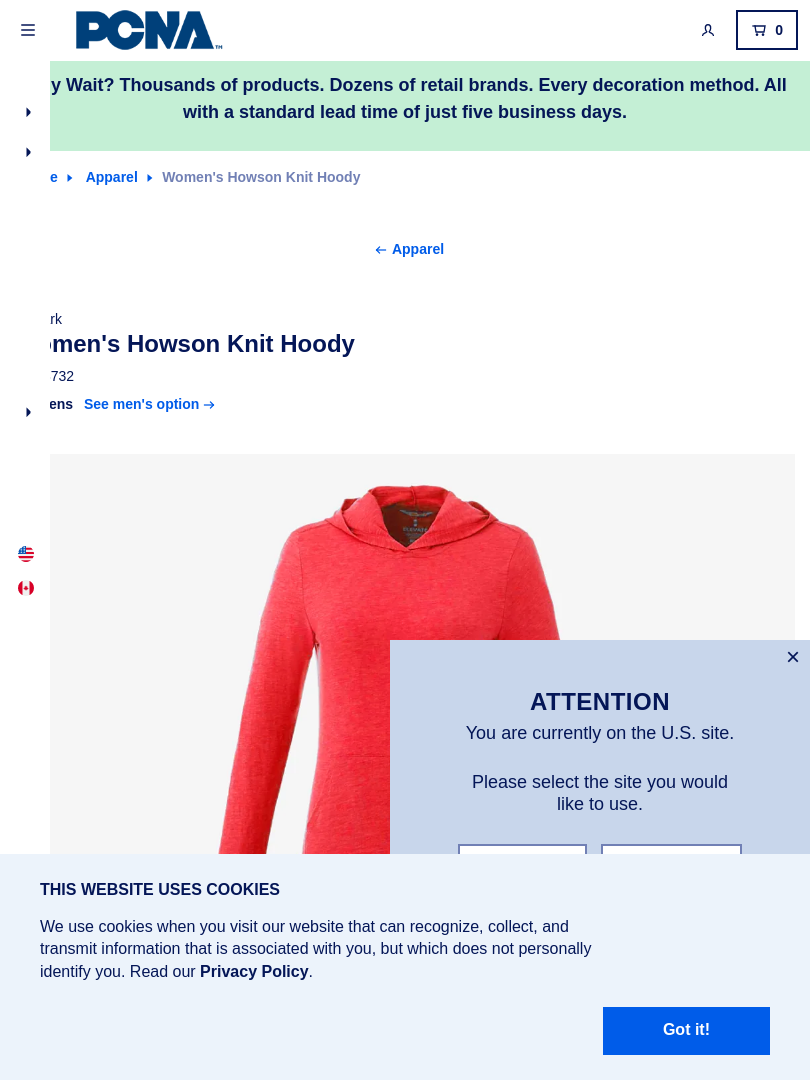 PCNA
0
y Wait? Thousands of products. Dozens of retail brands. Every decoration method. All
with a standard lead time of just five business days.
e Apparel Women's Howson Knit Hoody
Apparel
rk
omen's Howson Knit Hoody
732
ens See men's option
ATTENTION
You are currently on the U.S. site.
Please select the site you would
like to use.
THIS WEBSITE USES COOKIES
We use cookies when you visit our website that can recognize, collect, and
transmit information that is associated with you, but which does not personally
identify you. Read our Privacy Policy.
Got it!